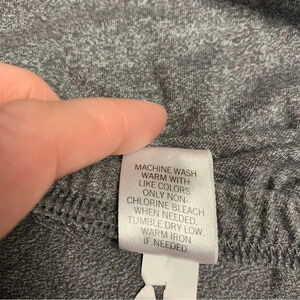 MACHINE WASH
WARM WITH
LIKE COLORS.
ONLY NON-
CHLORINE BLEACH
WHEN NEEDED.
TUMBLE DRY LOW.
WARM IRON
IF NEEDED.